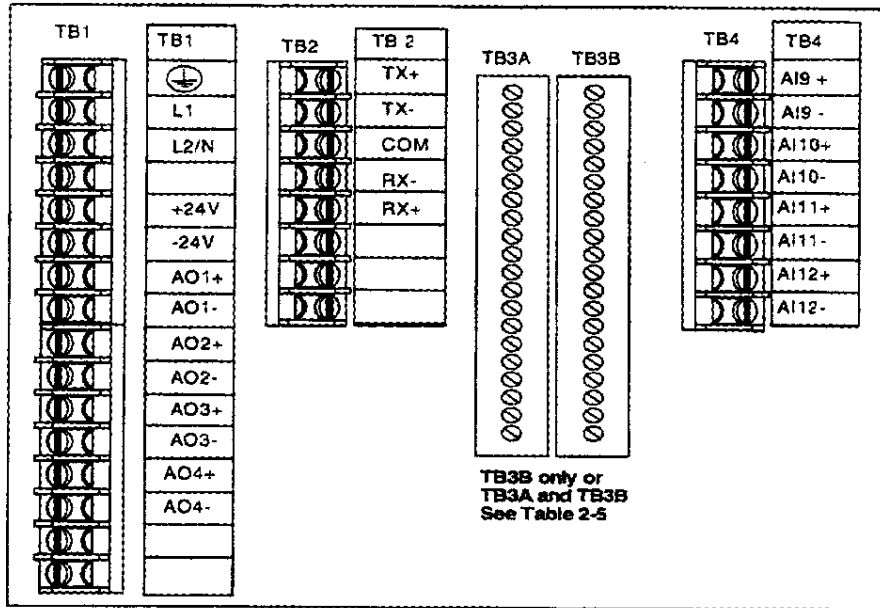 TB1
TB1
L1
L2/N
+24V
-24V
AO1+
AO1-
AO2+
AO2-
AO3+
AO3-
AO4+
AO4-
TB2
TB 2
TX+
TX-
COM
RX-
RX+
TB3A
TB3B
TB3B only or
TB3A and TB3B
See Table 2-5
TB4
TB4
AI9 +
AI9 -
AI10+
AI10-
AI11+
AI11-
AI12+
AI12-